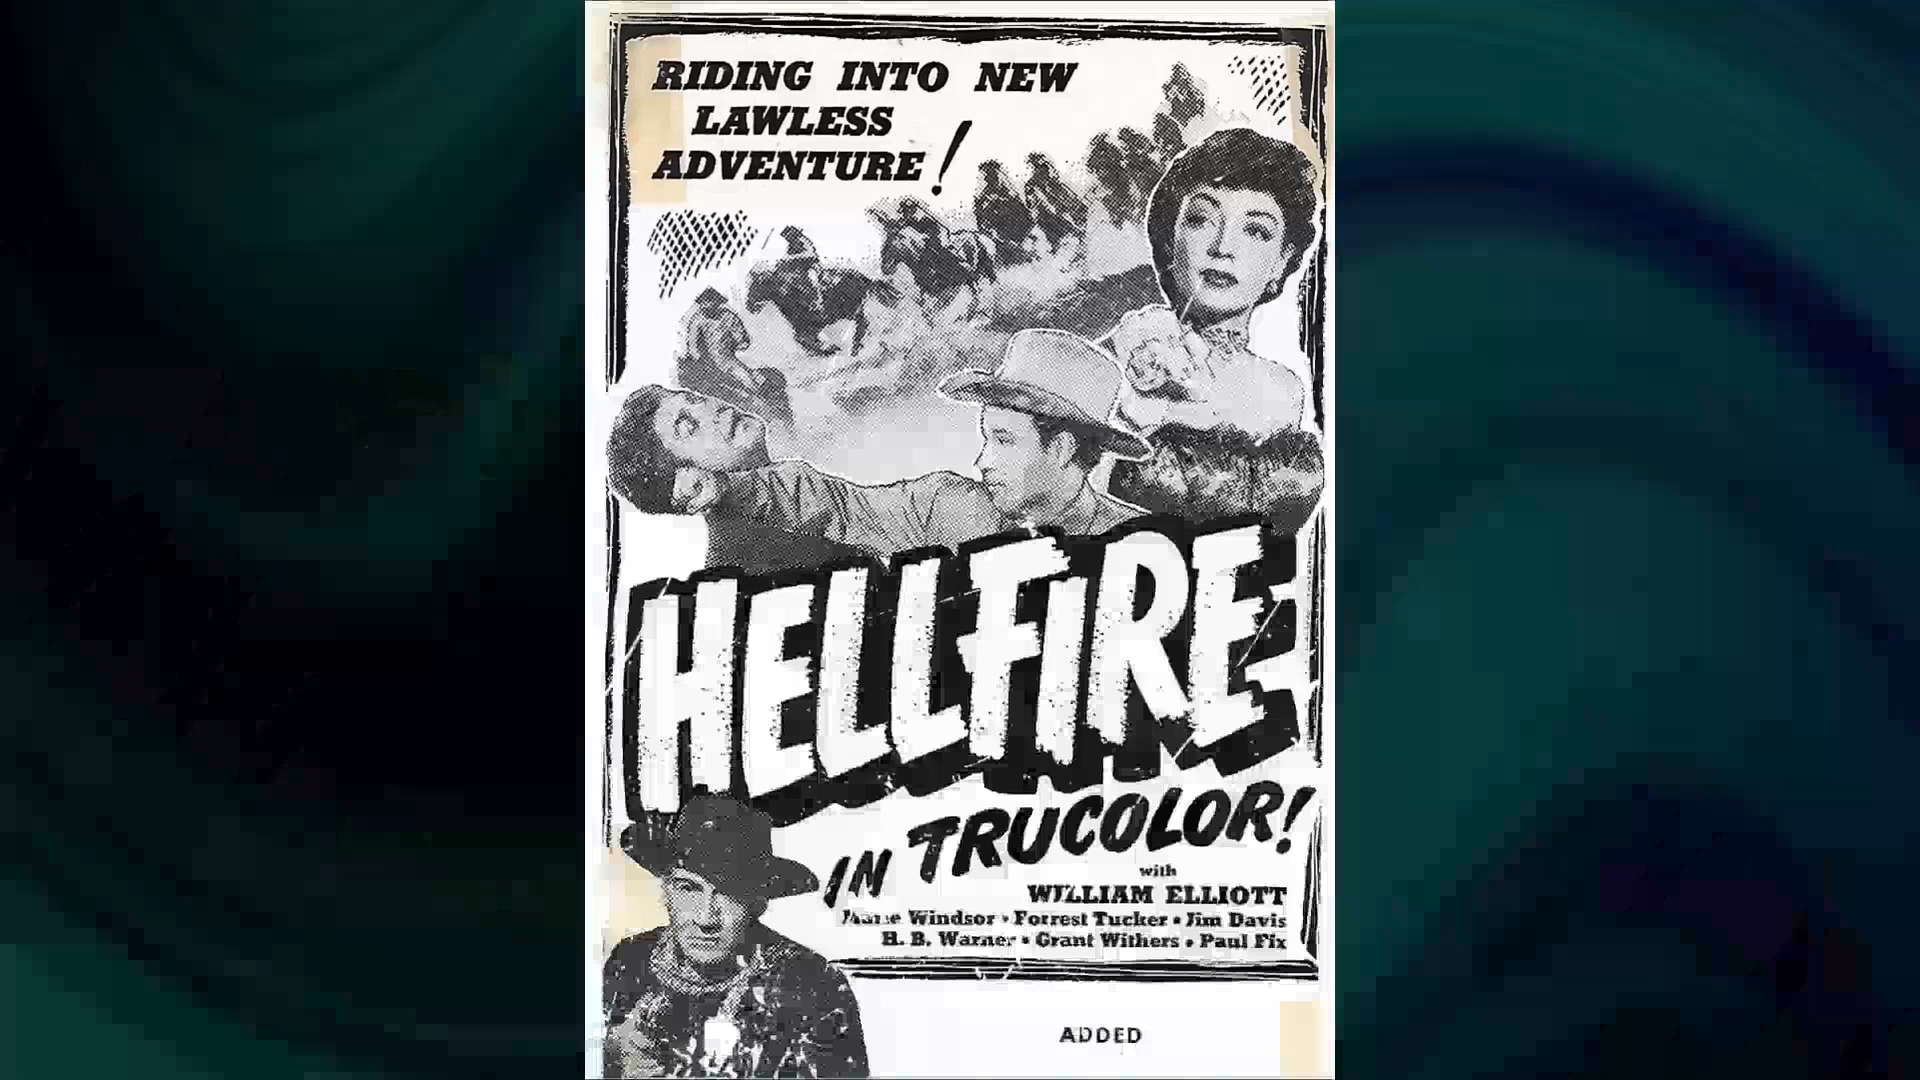 RIDING INTO NEW
LAWLESS
ADVENTURE!
HELLFIRE
IN TRUCOLOR!
with
WILLIAM ELLIOTT
Windsor • Forrest Tucker • Jim Davis
H. B. Warner • Grant Withers • Paul Fix
ADDED